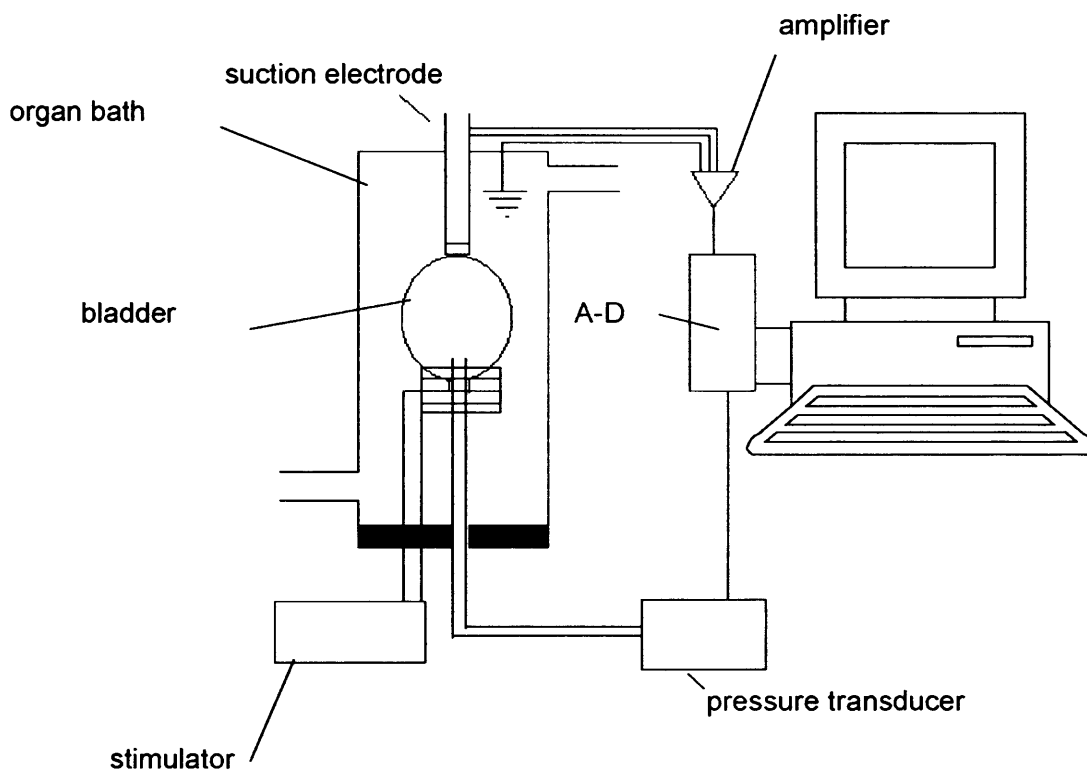 amplifier
suction electrode
organ bath
bladder
A-D
pressure transducer
stimulator